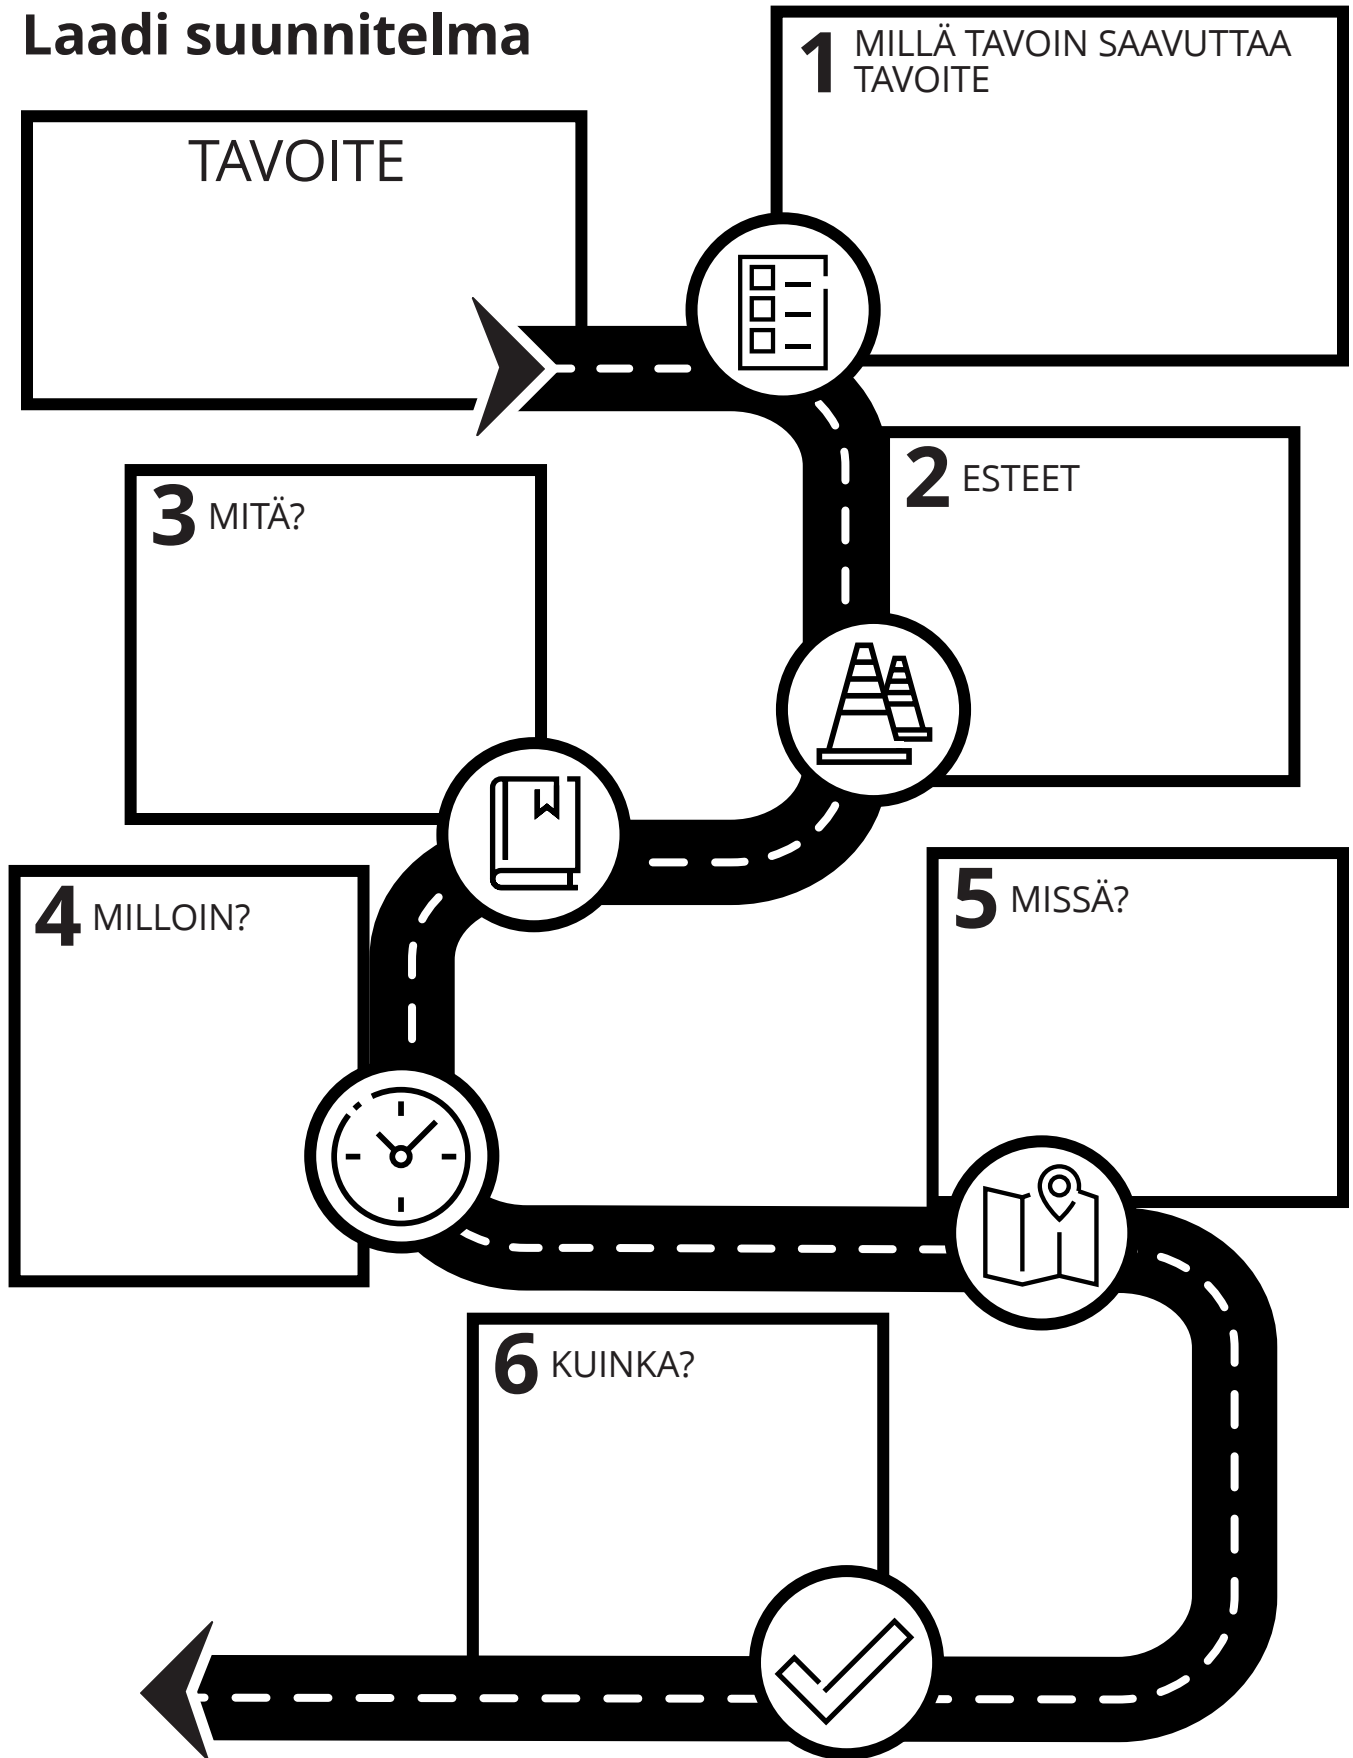 Laadi suunnitelma
TAVOITE
1 MILLÄ TAVOIN SAAVUTTAA
TAVOITE
2 ESTEET
3 MITÄ?
4 MILLOIN?
5 MISSÄ?
6 KUINKA?